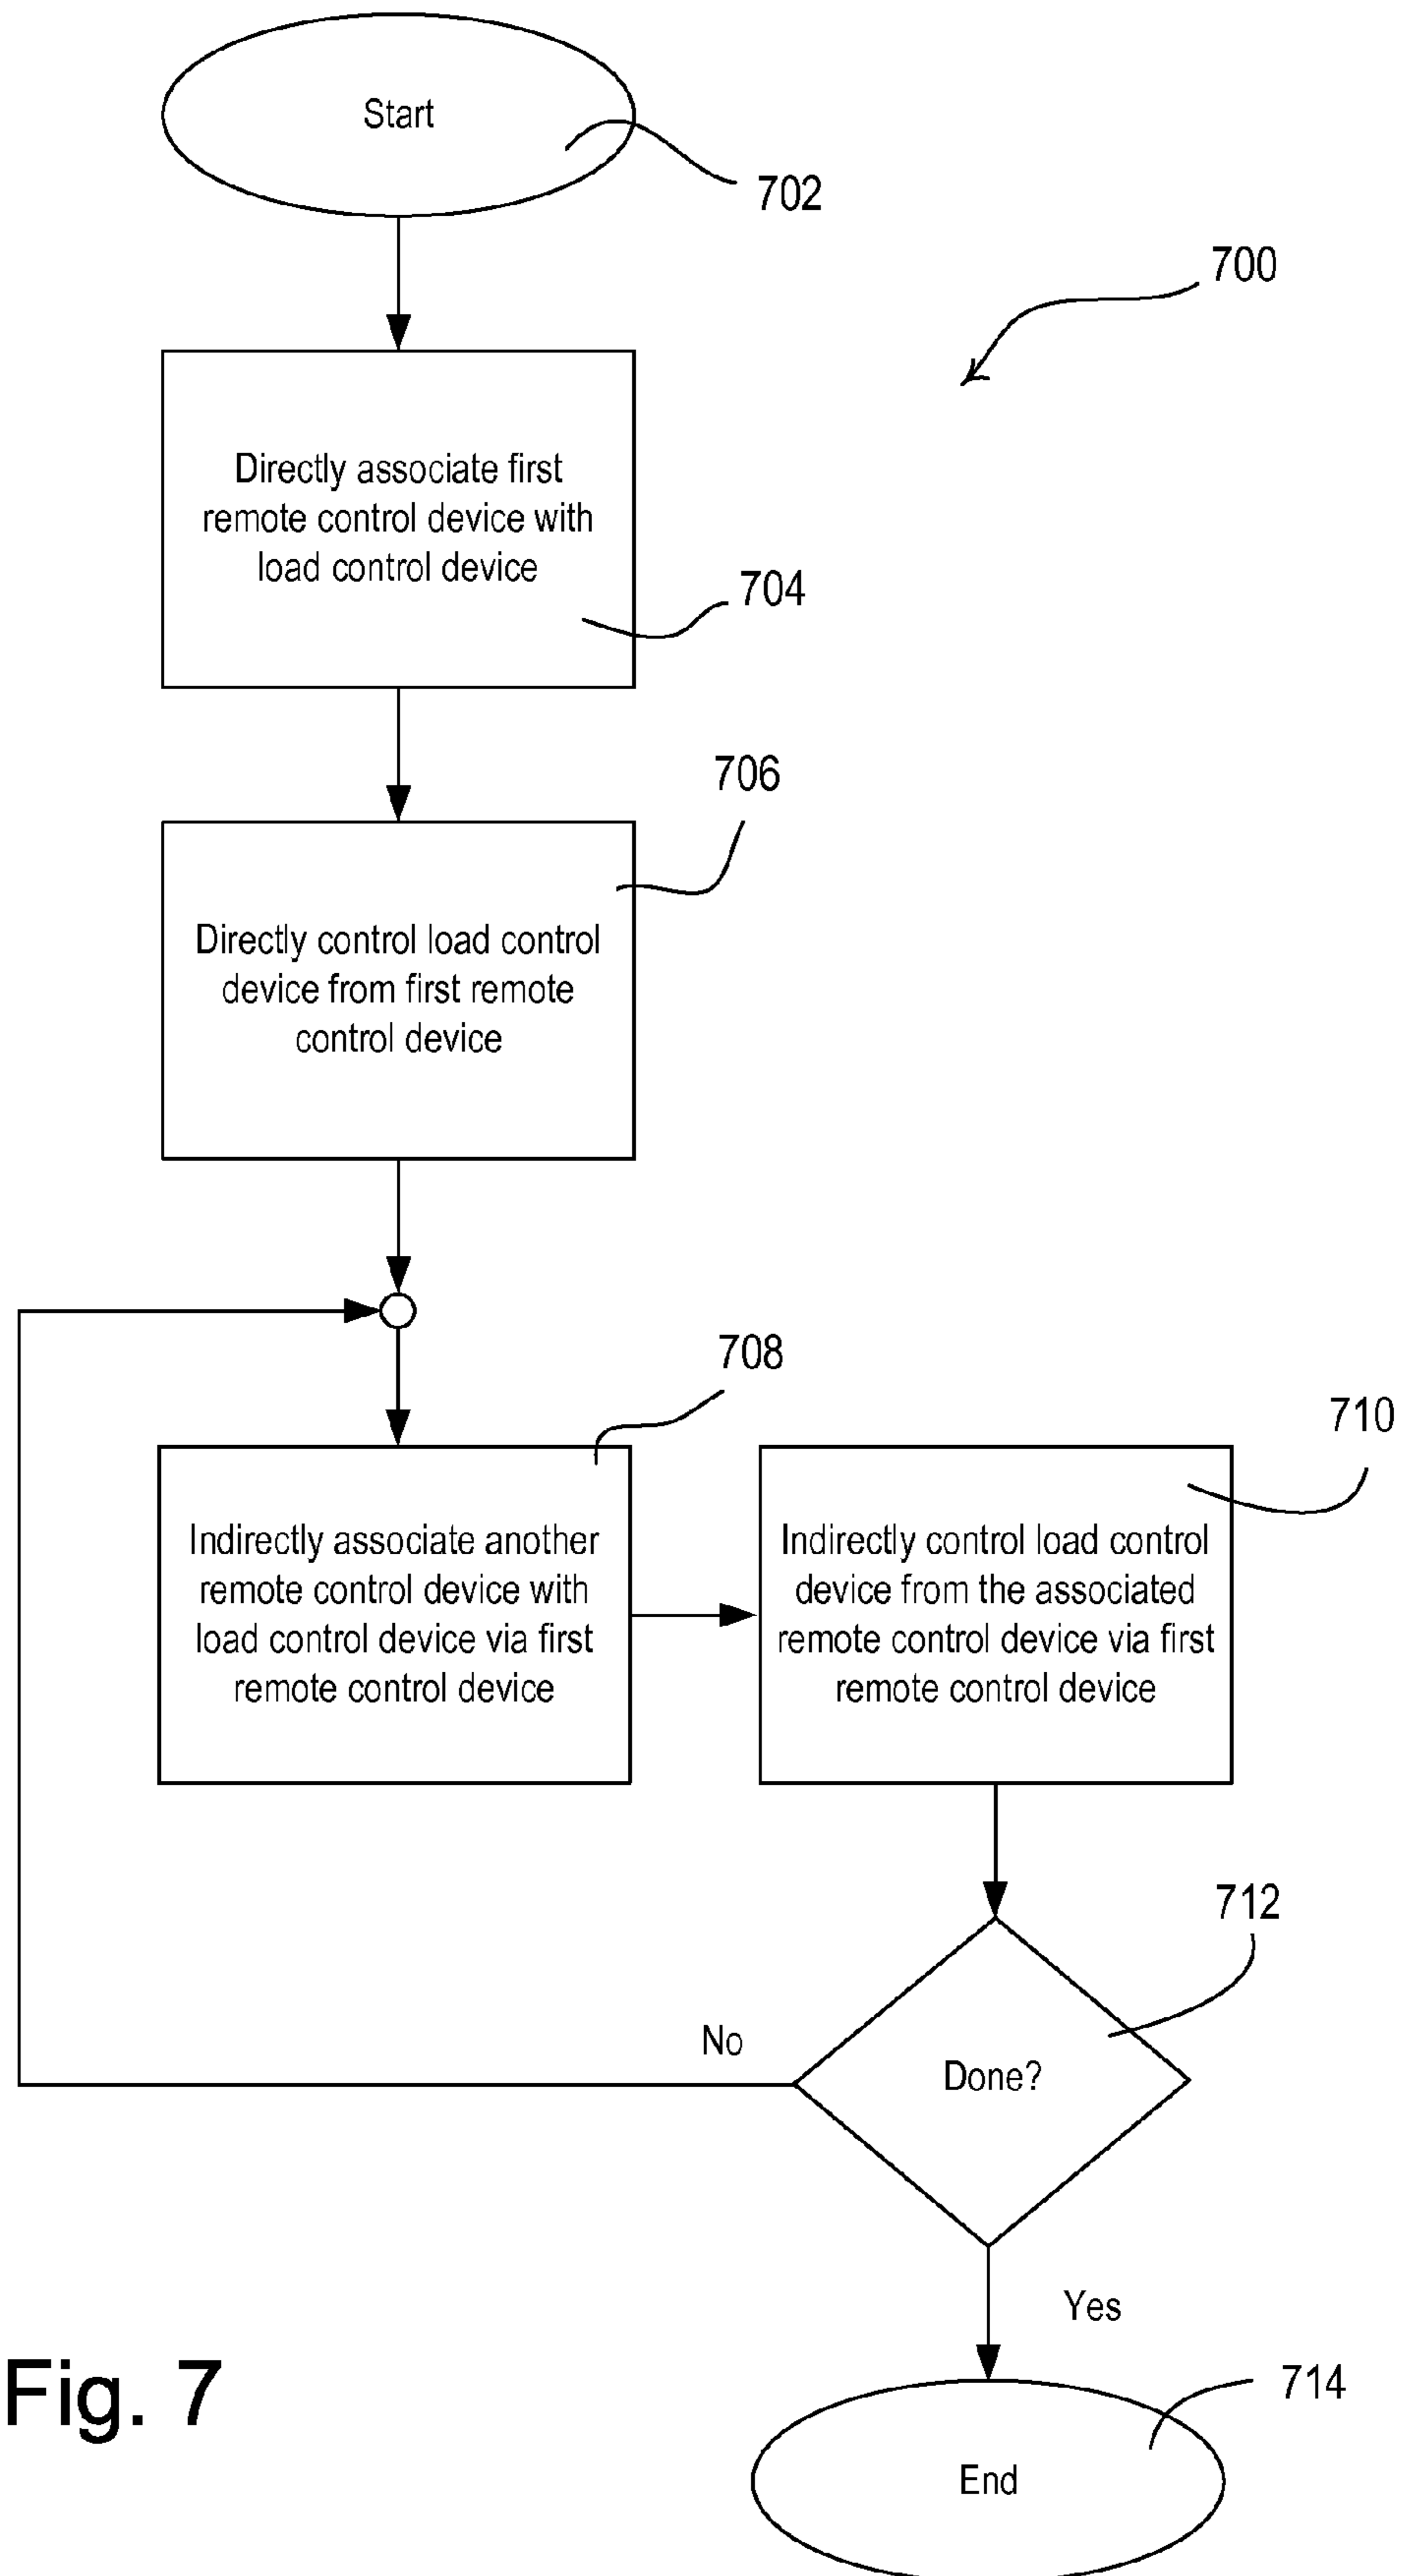 Start
702
700
Directly associate first
remote control device with
load control device
704
706
Directly control load control
device from first remote
control device
708
710
Indirectly associate another
remote control device with
load control device via first
remote control device
Indirectly control load control
device from the associated
remote control device via first
remote control device
712
No
Done?
Yes
Fig. 7
714
End